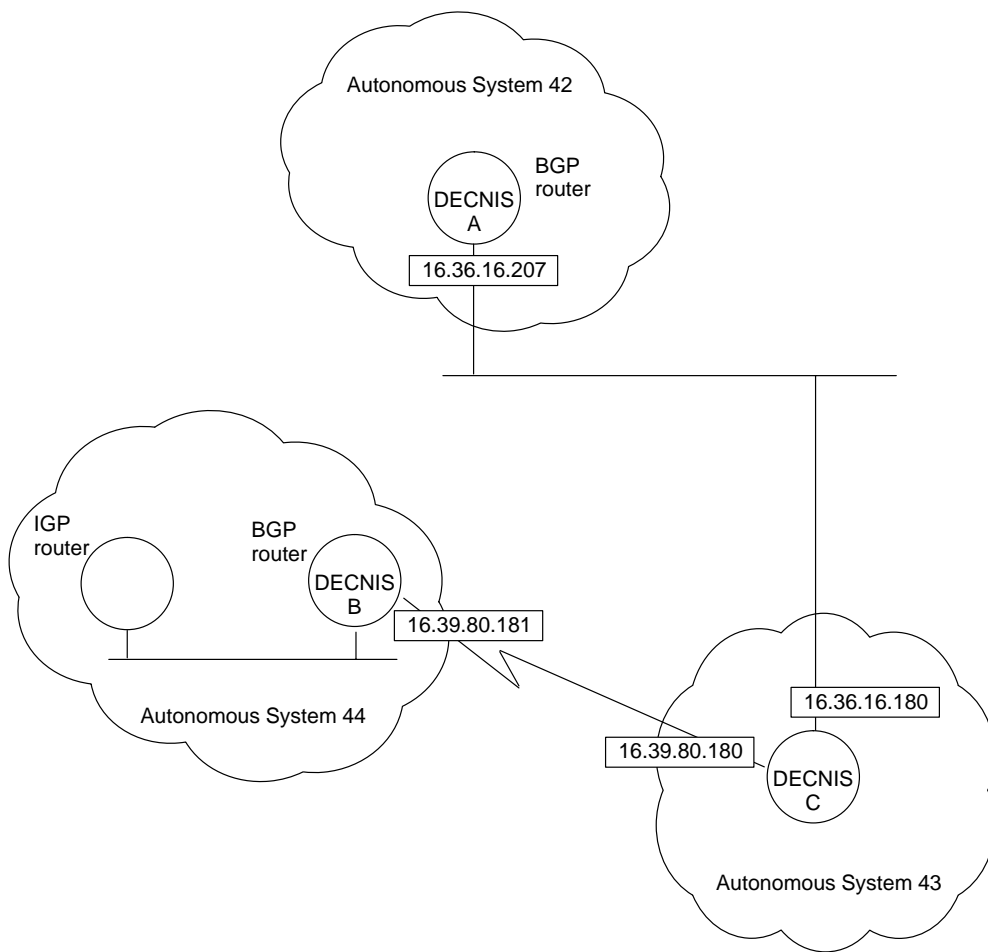 Autonomous System 42
BGP
router
DECNIS
A
16.36.16.207
IGP
router
BGP
router
DECNIS
B
16.39.80.181
Autonomous System 44
16.36.16.180
16.39.80.180
DECNIS
C
Autonomous System 43